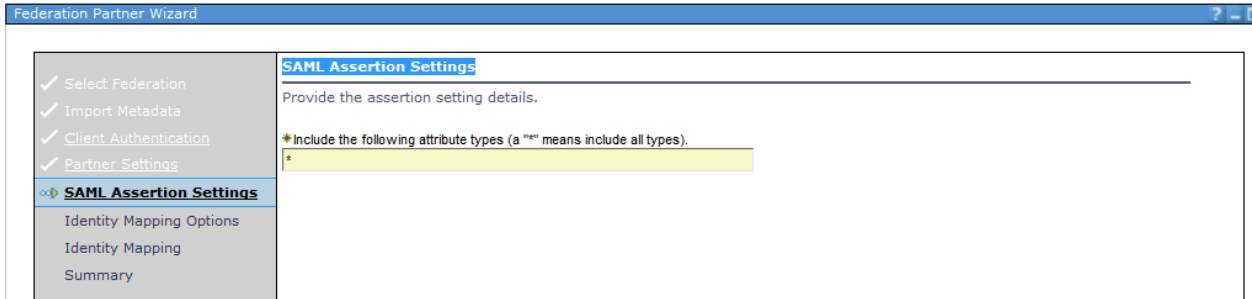 Federation Partner Wizard
Select Federation
Import Metadata
Client Authentication
Partner Settings
SAML Assertion Settings
Identity Mapping Options
Identity Mapping
Summary
SAML Assertion Settings
Provide the assertion setting details.
*Include the following attribute types (a "*" means include all types).
*